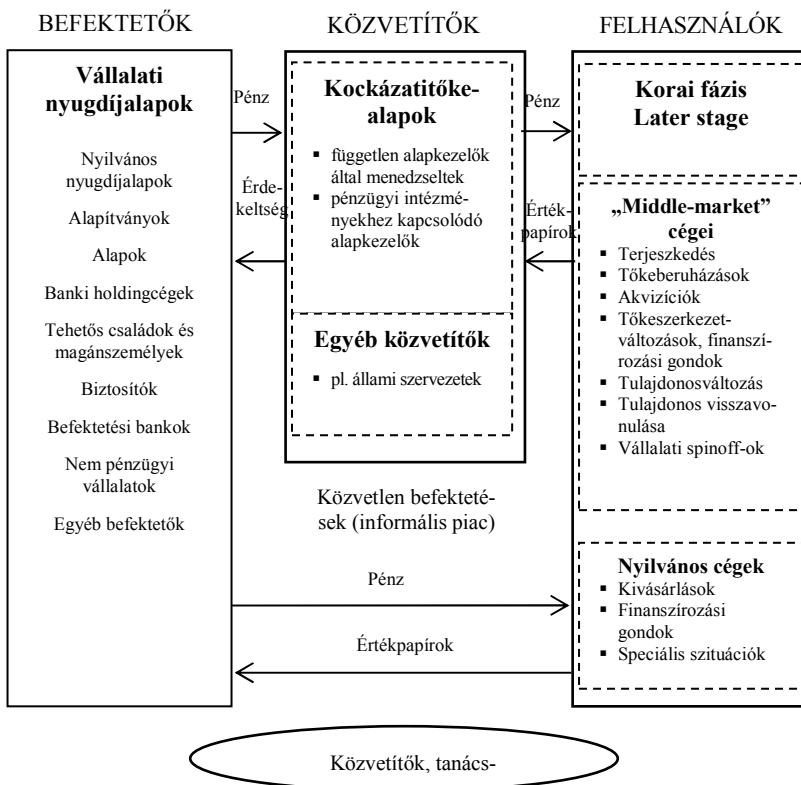 BEFEKTETŐK
KÖZVETÍTŐK
FELHASZNÁLÓK
Vállalati
nyugdíjalapok
Nyilvános
nyugdíjalapok
Alapítványok
Alapok
Banki holdingcégek
Tehetős családok és
magánszemélyek
Biztosítók
Befektetési bankok
Nem pénzügyi
vállalatok
Egyéb befektetők
Pénz
Érde-
keltség
Kockázatitőke-
alapok
▪ független alapkezelők
által menedzseltek
▪ pénzügyi intézmé-
nyekhez kapcsolódó
alapkezelők
Egyéb közvetítők
▪ pl. állami szervezetek
Pénz
Érték-
papírok
Korai fázis
Later stage
„Middle-market”
cégei
▪ Terjeszkedés
▪ Tőkeberuházások
▪ Akvizíciók
▪ Tőkeszerkezet-
változások, finanszí-
rozási gondok
▪ Tulajdonosváltozás
▪ Tulajdonos visszavo-
nulása
▪ Vállalati spinoff-ok
Közvetlen befekteté-
sek (informális piac)
Pénz
Értékpapírok
Nyilvános cégek
▪ Kivásárlások
▪ Finanszírozási
gondok
▪ Speciális szituációk
Közvetítők, tanács-